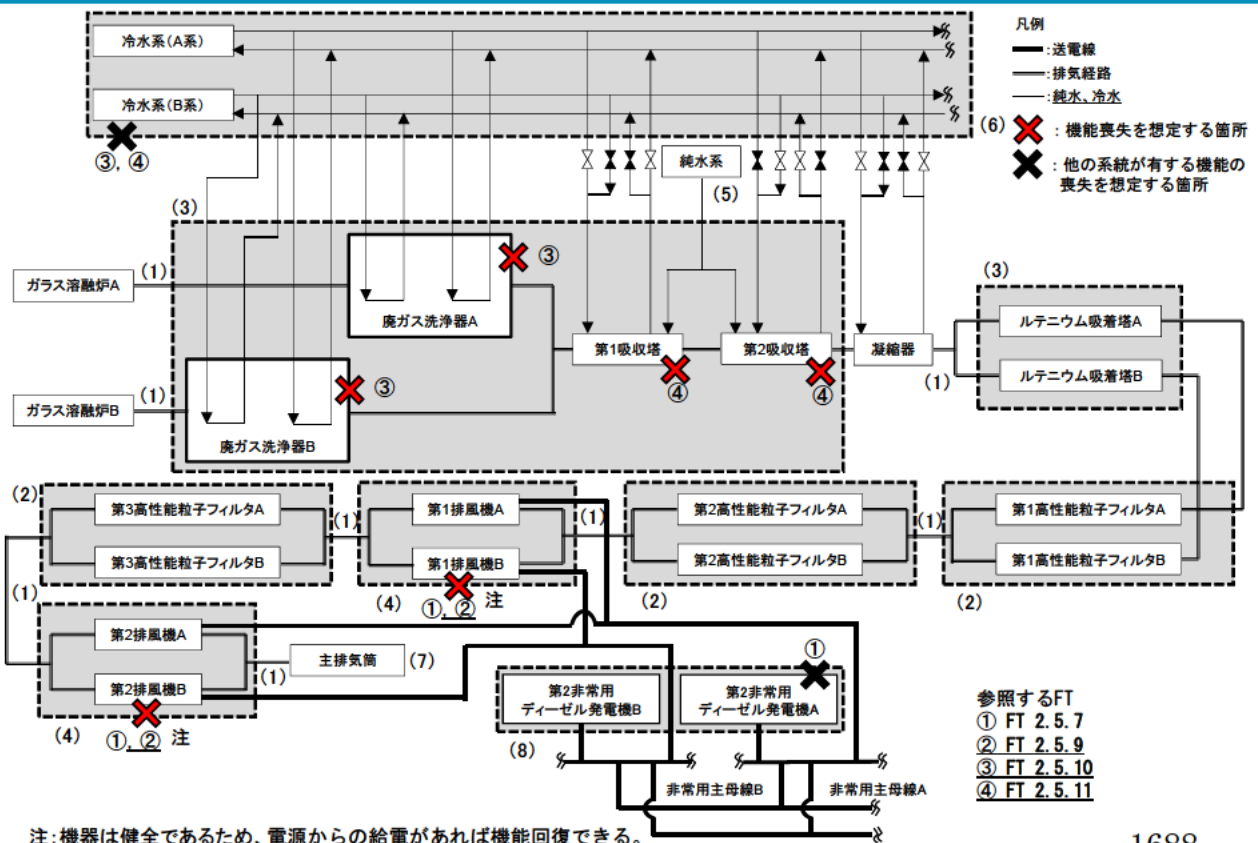 冷水系(A系)
冷水系(B系)
③, ④
凡例
:送電線
:排気経路
:純水、冷水
(6)
:機能喪失を想定する箇所
:他の系統が有する機能の
喪失を想定する箇所
純水系
(5)
(3)
③
ガラス溶融炉A
(1)
廃ガス洗浄器A
③
ガラス溶融炉B
(1)
廃ガス洗浄器B
第1吸収塔
④
第2吸収塔
④
凝縮器
(1)
(3)
ルテニウム吸着塔A
ルテニウム吸着塔B
(2)
第3高性能粒子フィルタA
第3高性能粒子フィルタB
(1)
第1排風機A
第1排風機B
(4)
①, ② 注
(1)
第2高性能粒子フィルタA
第2高性能粒子フィルタB
(2)
(1)
第1高性能粒子フィルタA
第1高性能粒子フィルタB
(2)
(1)
第2排風機A
第2排風機B
(4)
①, ② 注
(1)
主排気筒
(7)
①
第2非常用
ディーゼル発電機B
第2非常用
ディーゼル発電機A
(8)
非常用主母線B
非常用主母線A
参照するFT
① FT 2.5.7
② FT 2.5.9
③ FT 2.5.10
④ FT 2.5.11
注:機器は健全であるため、電源からの給電があれば機能回復できる。
1688